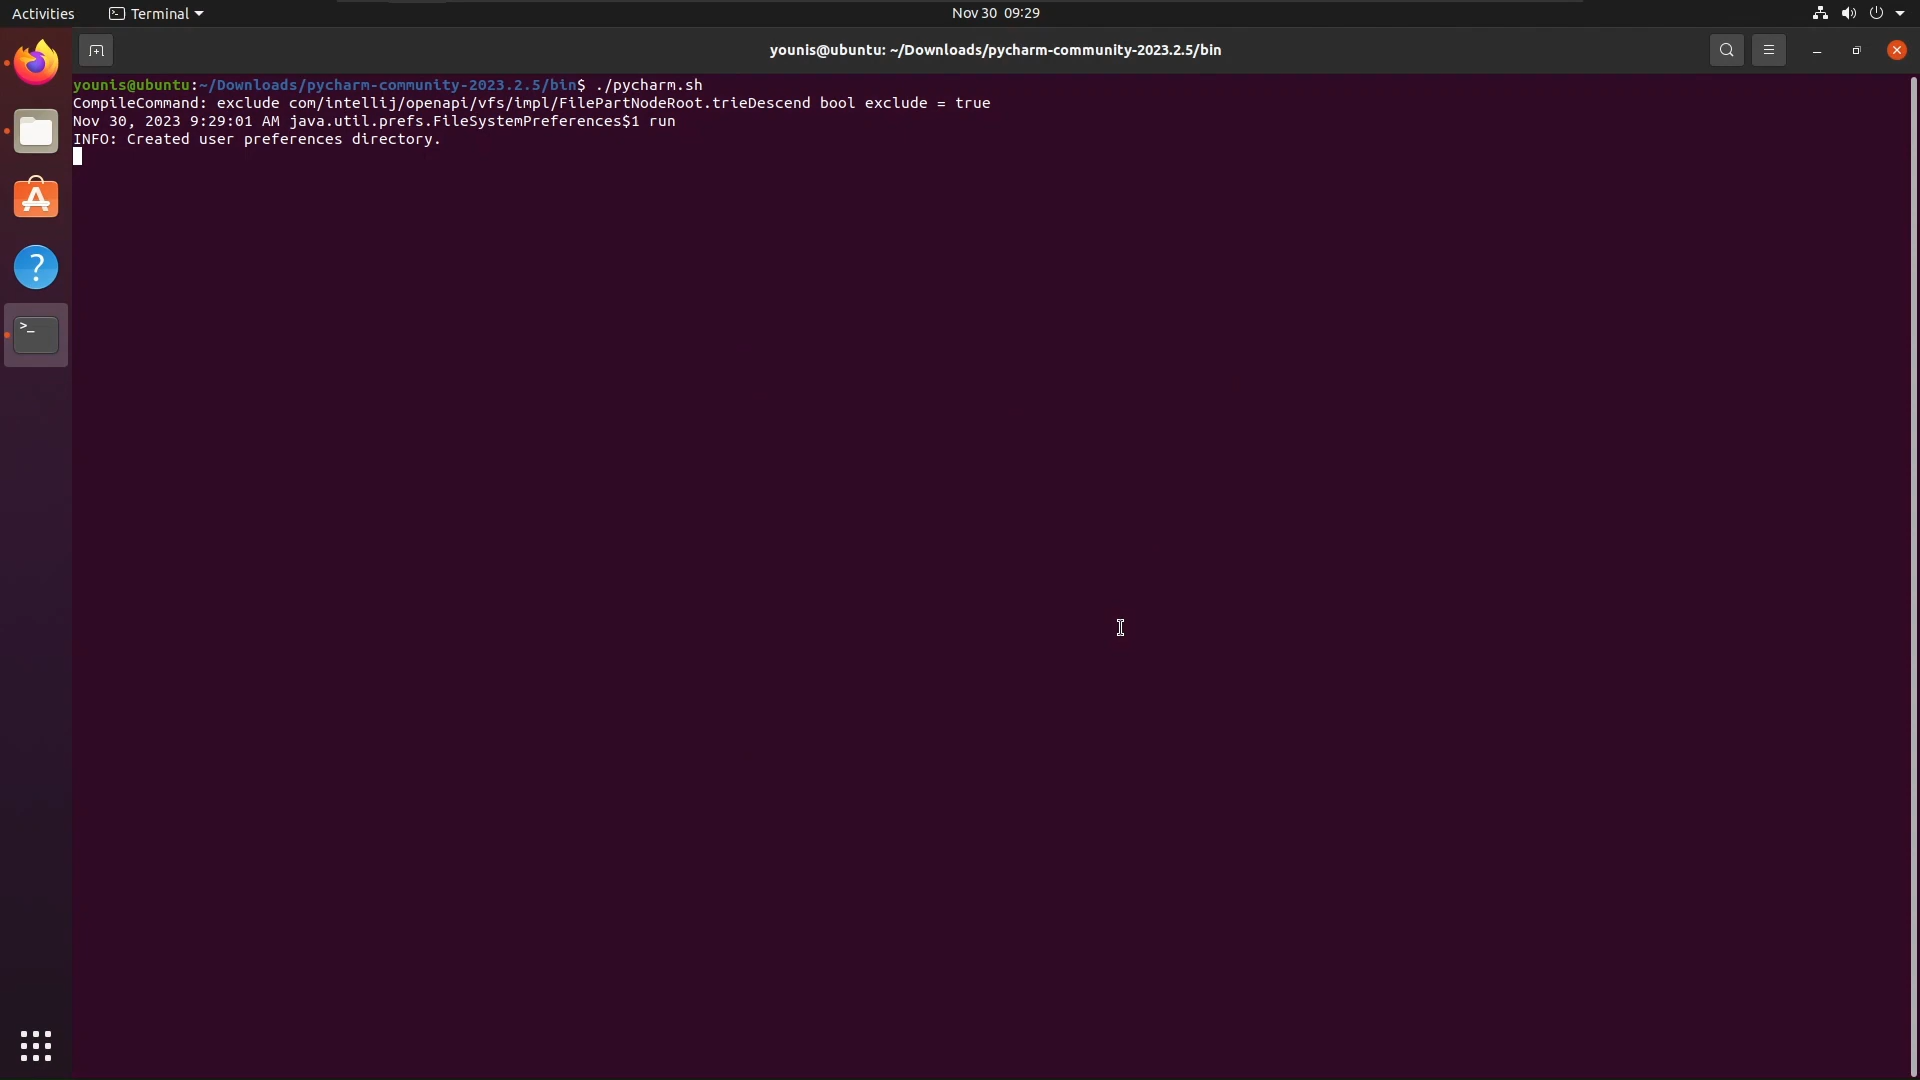 Activities
Terminal
Nov 30 09:29
younis@ubuntu: ~/Downloads/pycharm-community-2023.2.5/bin
younis@ubuntu:~/Downloads/pycharm-community-2023.2.5/bin$ ./pycharm.sh
CompileCommand: exclude com/intellij/openapi/vfs/impl/FilePartNodeRoot.trieDescend bool exclude = true
Nov 30, 2023 9:29:01 AM java.util.prefs.FileSystemPreferences$1 run
INFO: Created user preferences directory.